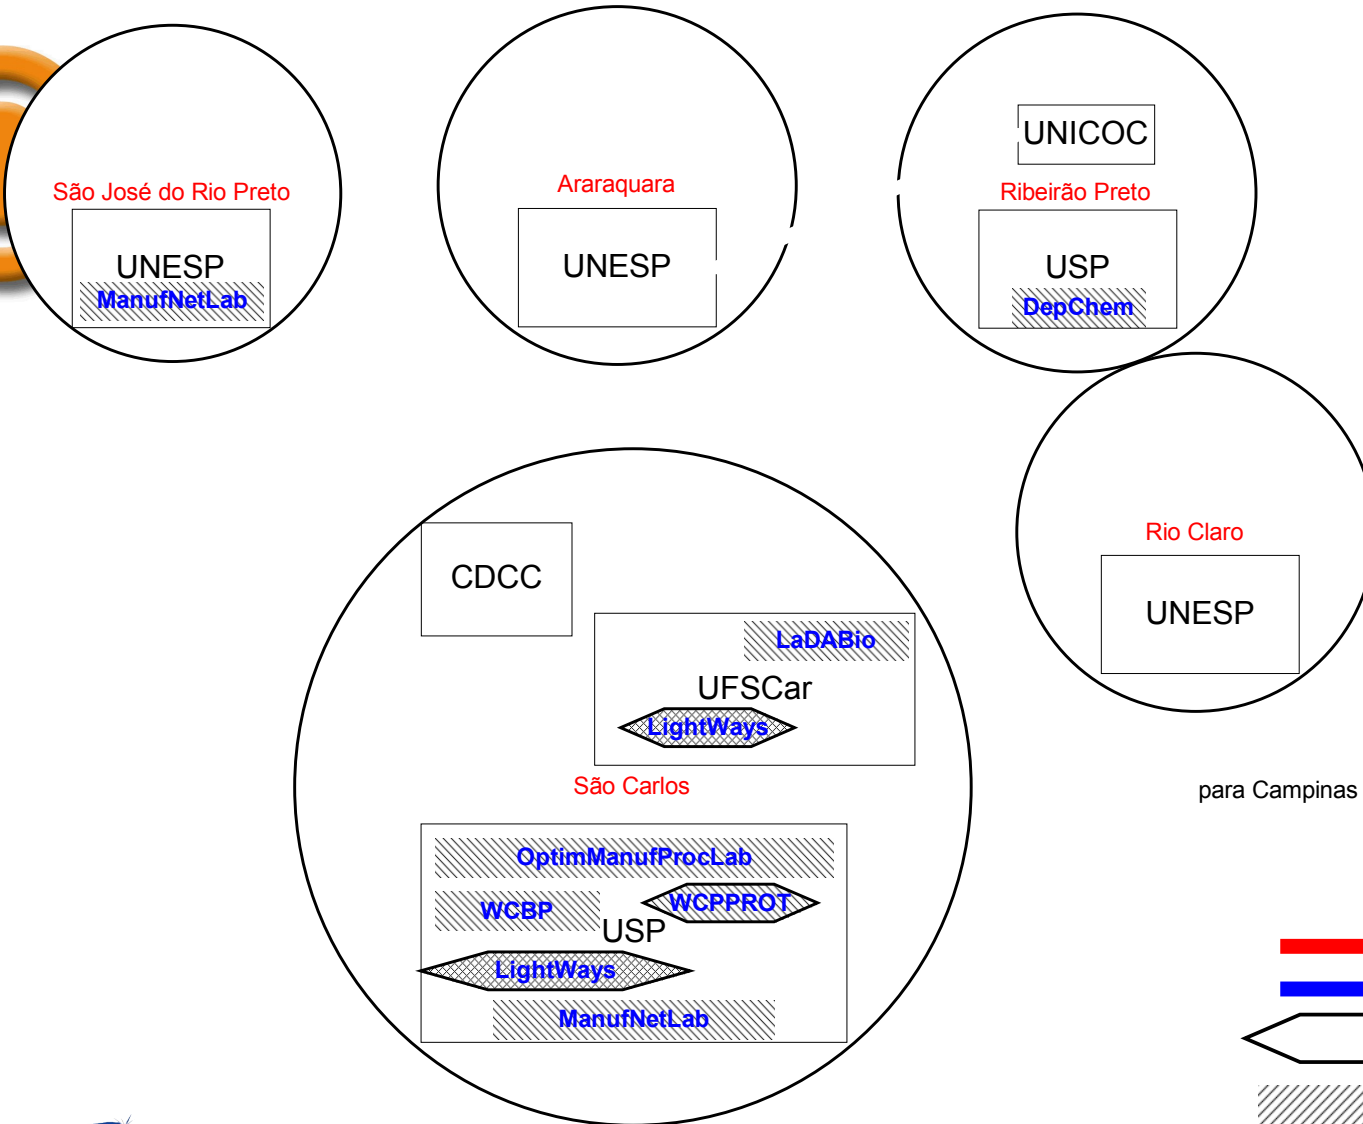 São José do Rio Preto
UNESP
ManufNetLab
Araraquara
UNESP
UNICOC
Ribeirão Preto
USP
DepChem
Rio Claro
UNESP
CDCC
LaDABio
UFSCar
LightWays
São Carlos
para Campinas
OptimManufProcLab
WCBP
WCPPROT
USP
LightWays
ManufNetLab